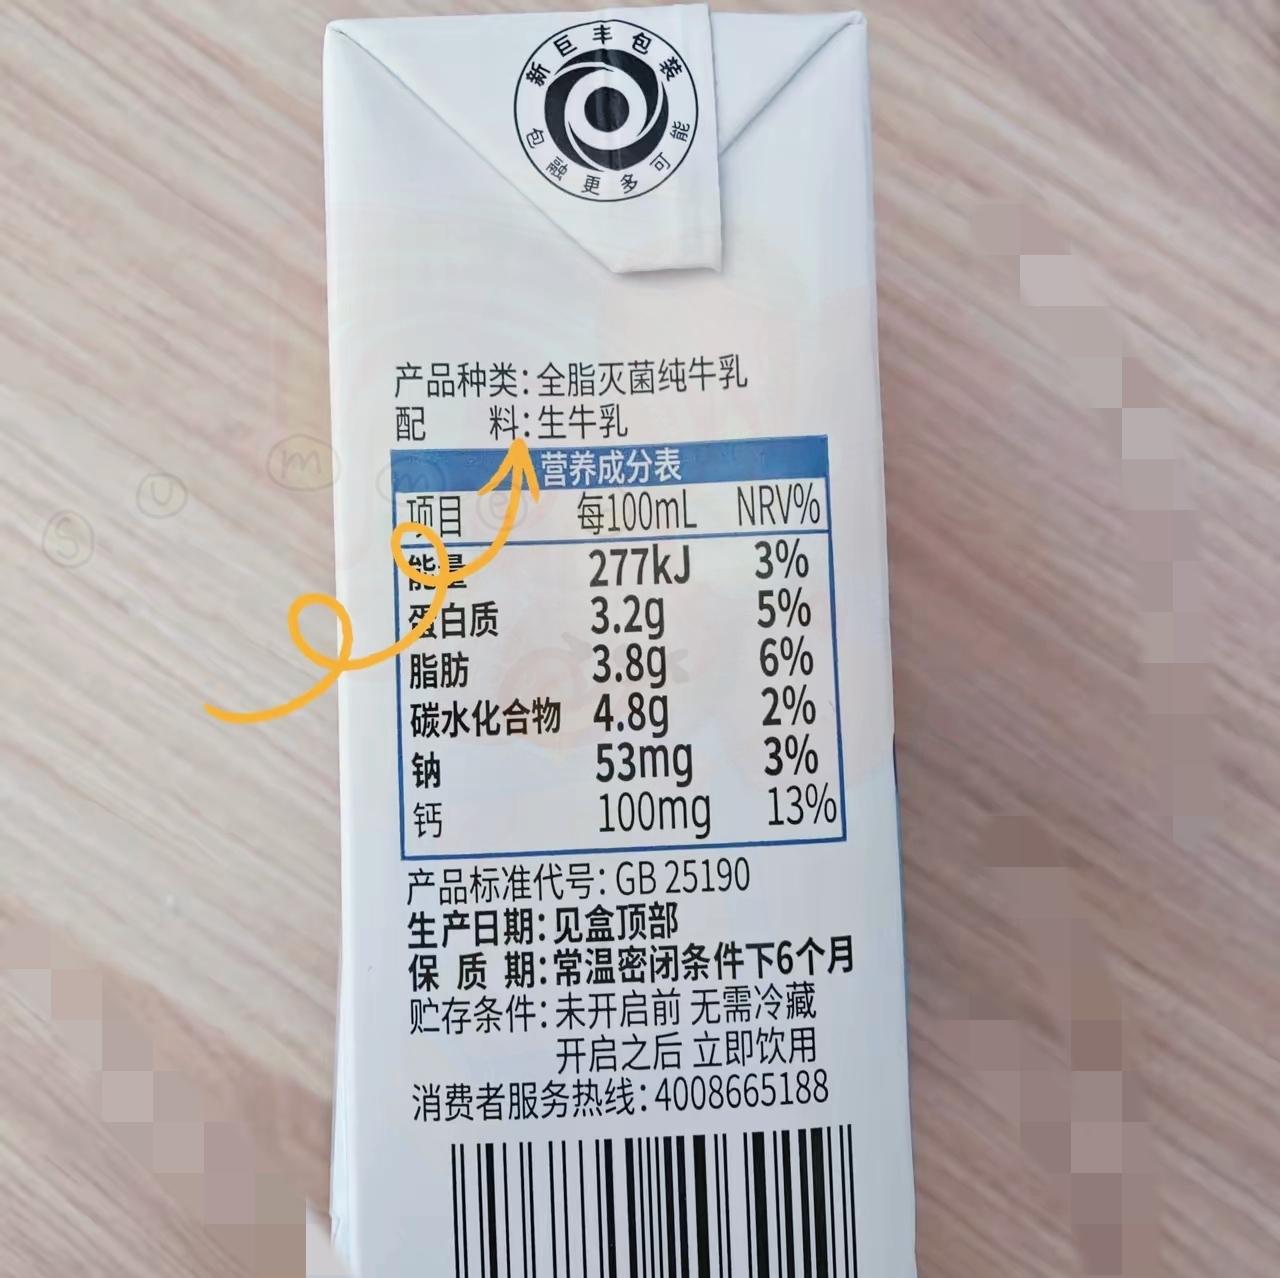 新巨丰包装
包融更多可能
产品种类：全脂灭菌纯牛乳
配 料：生牛乳
营养成分表
项目 每100mL NRV%
能量 277kJ 3%
蛋白质 3.2g 5%
脂肪 3.8g 6%
碳水化合物 4.8g 2%
钠 53mg 3%
钙 100mg 13%
产品标准代号：GB 25190
生产日期：见盒顶部
保 质 期：常温密闭条件下6个月
贮存条件：未开启前 无需冷藏
开启之后 立即饮用
消费者服务热线：4008665188